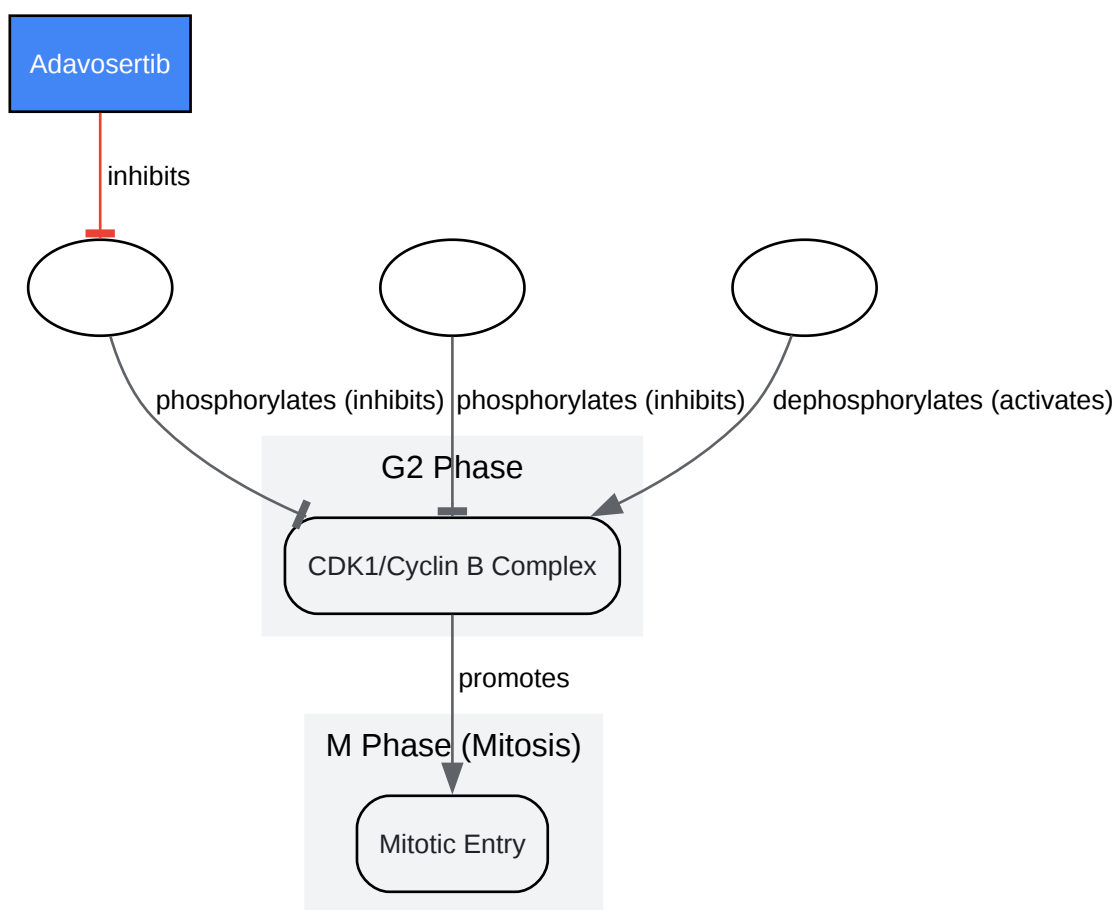 Adavosertib
inhibits
phosphorylates (inhibits)
phosphorylates (inhibits)
dephosphorylates (activates)
G2 Phase
CDK1/Cyclin B Complex
promotes
M Phase (Mitosis)
Mitotic Entry